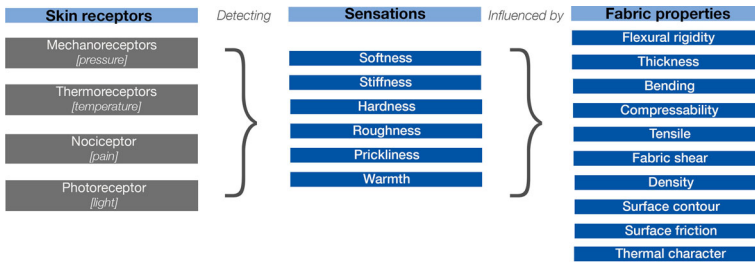 Skin receptors
Detecting
Sensations
Influenced by
Fabric properties
Mechanoreceptors
[pressure]
Thermoreceptors
[temperature]
Nociceptor
[pain]
Photoreceptor
[light]
Softness
Stiffness
Hardness
Roughness
Prickliness
Warmth
Flexural rigidity
Thickness
Bending
Compressability
Tensile
Fabric shear
Density
Surface contour
Surface friction
Thermal character